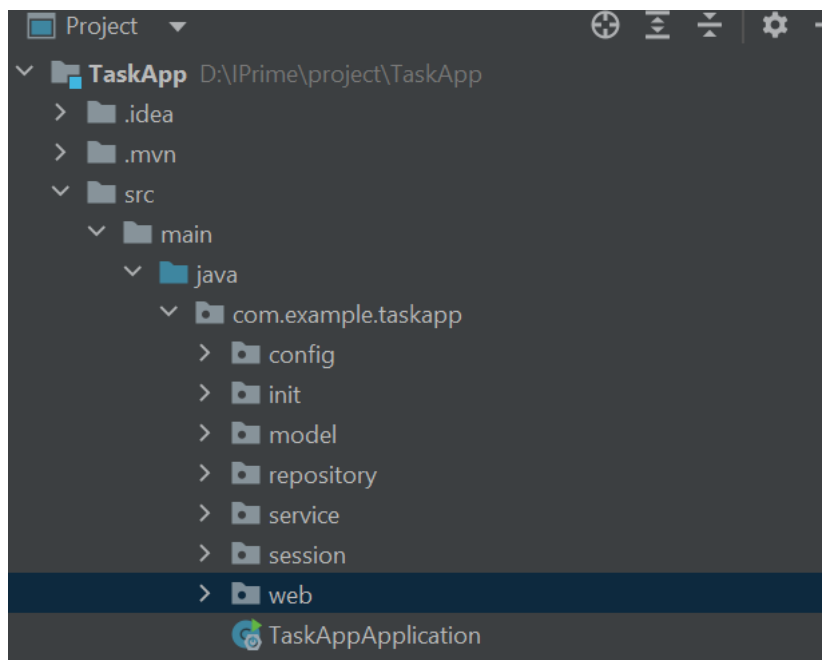 Project
TaskApp D:\IPrime\project\TaskApp
.idea
.mvn
src
main
java
com.example.taskapp
config
init
model
repository
service
session
web
TaskAppApplication